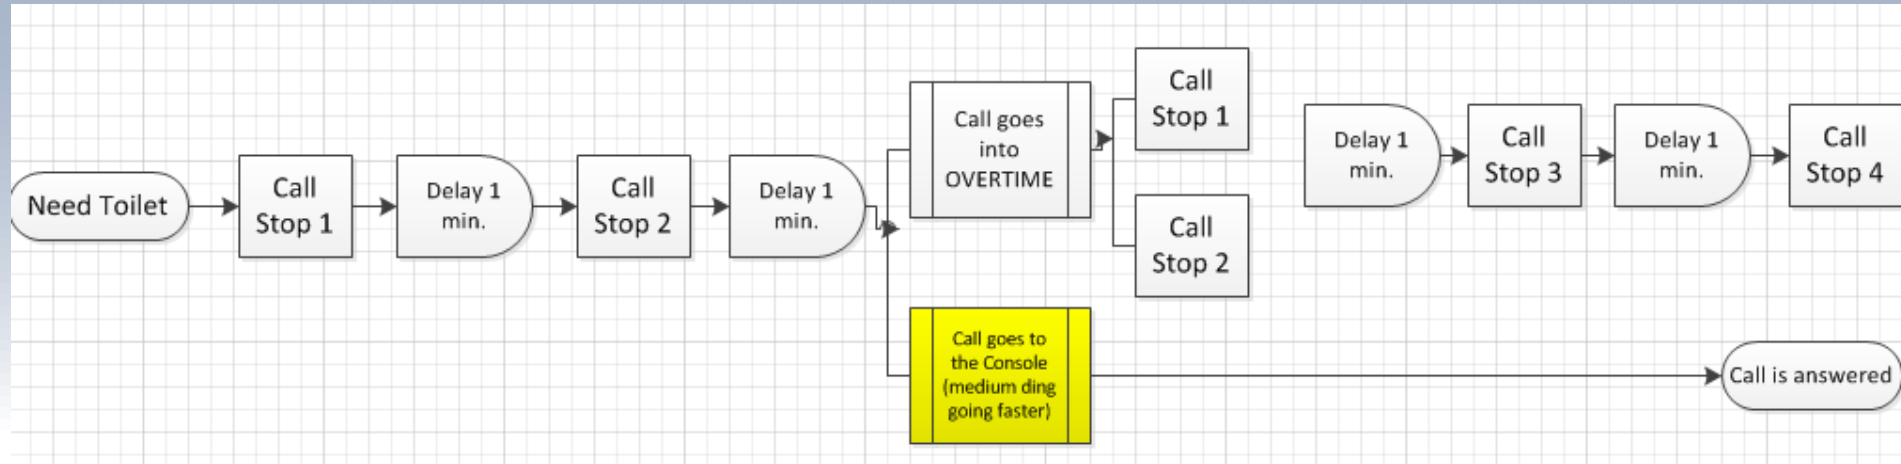 Need Toilet
Call
Stop 1
Delay 1
min.
Call
Stop 2
Delay 1
min.
Call goes
into
OVERTIME
Call
Stop 1
Call
Stop 2
Delay 1
min.
Call
Stop 3
Delay 1
min.
Call
Stop 4
Call goes to
the Console
(medium ding
going faster)
Call is answered